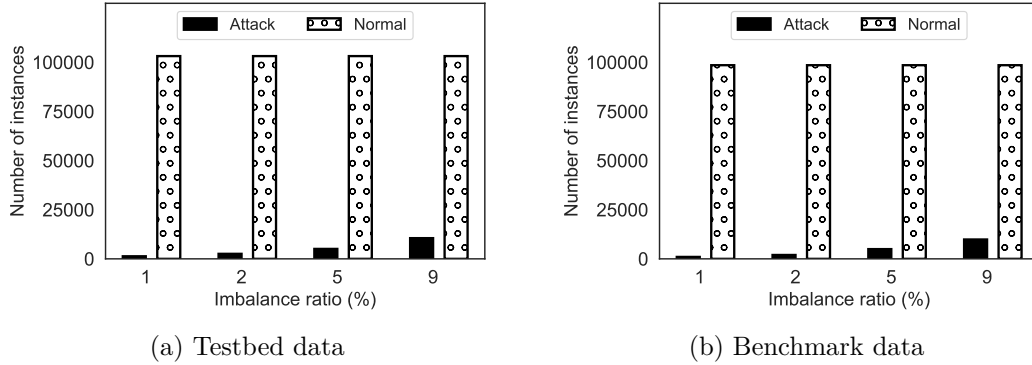 Attack Normal
Number of instances
100000
75000
50000
25000
0
1 2 5 9
Imbalance ratio (%)
(a) Testbed data
Attack Normal
Number of instances
100000
75000
50000
25000
0
1 2 5 9
Imbalance ratio (%)
(b) Benchmark data